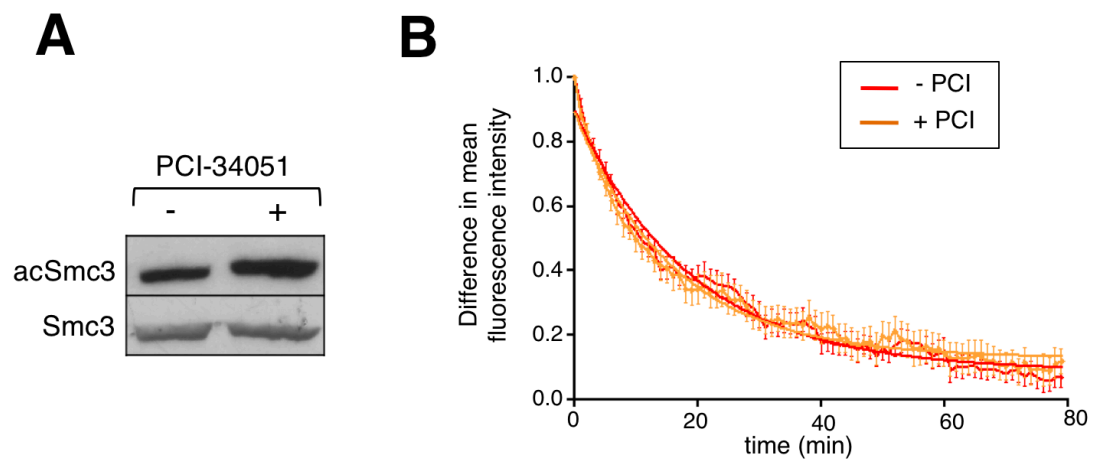 A
PCI-34051
- +
acSmc3
Smc3
B
Difference in mean
fluorescence intensity
1.0
0.8
0.6
0.4
0.2
0.0
0 20 40 60 80
time (min)
- PCI
+ PCI